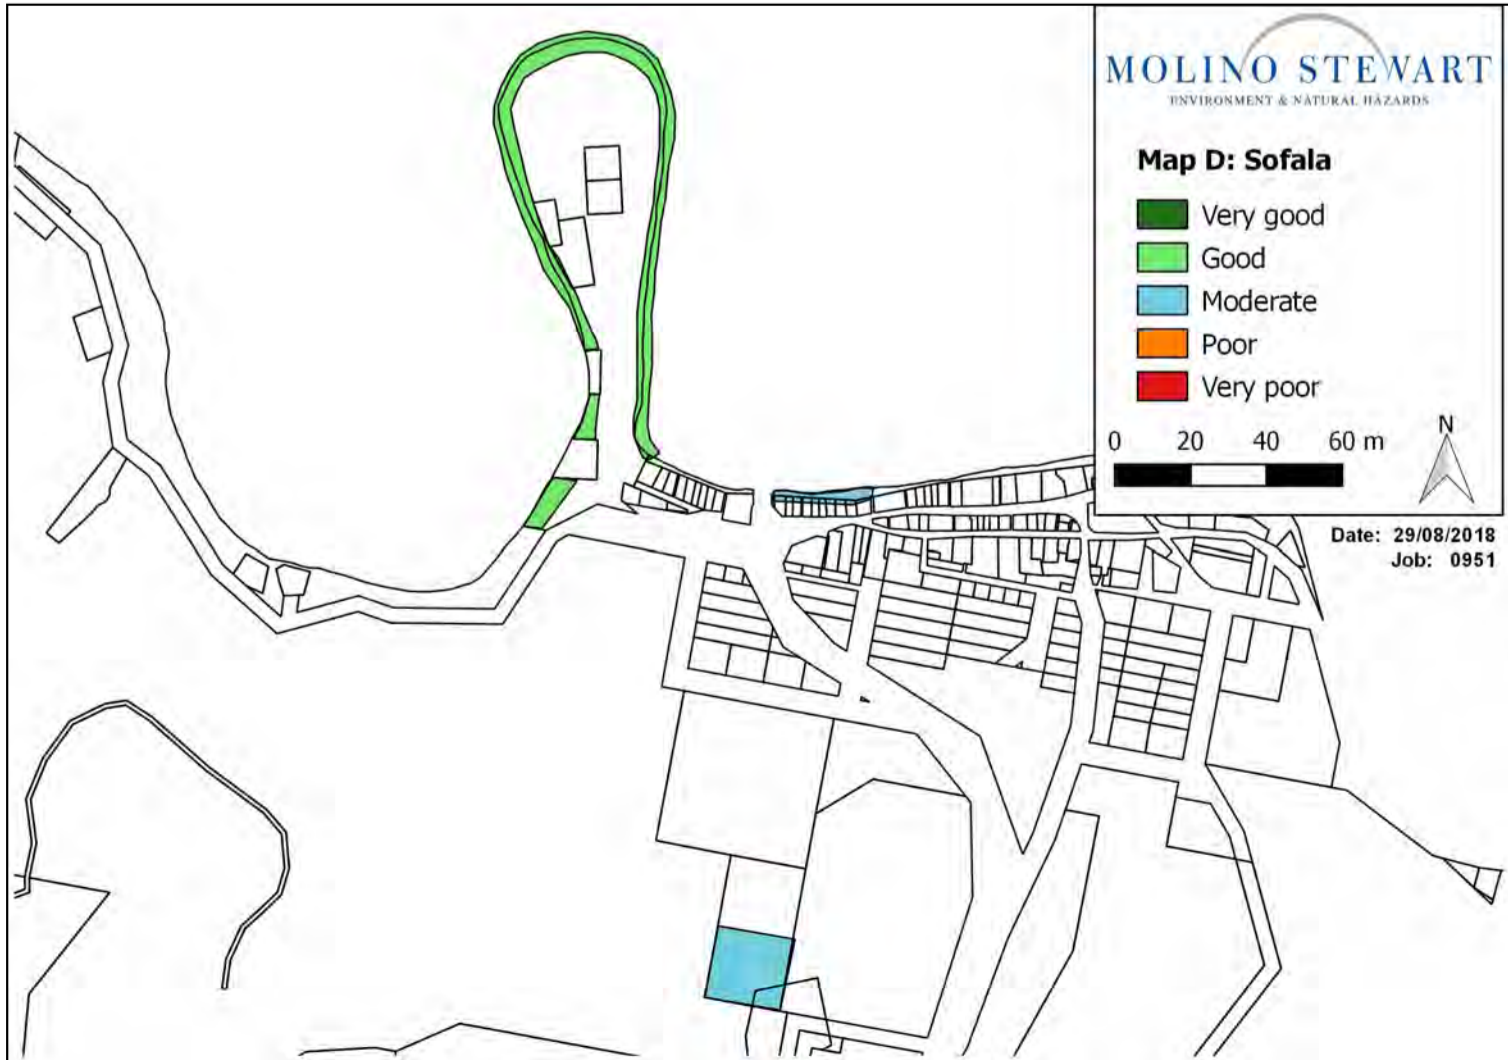 MOLINO STEWART
ENVIRONMENT & NATURAL HAZARDS
Map D: Sofala
Very good
Good
Moderate
Poor
Very poor
0 20 40 60 m
N
Date: 29/08/2018
Job: 0951